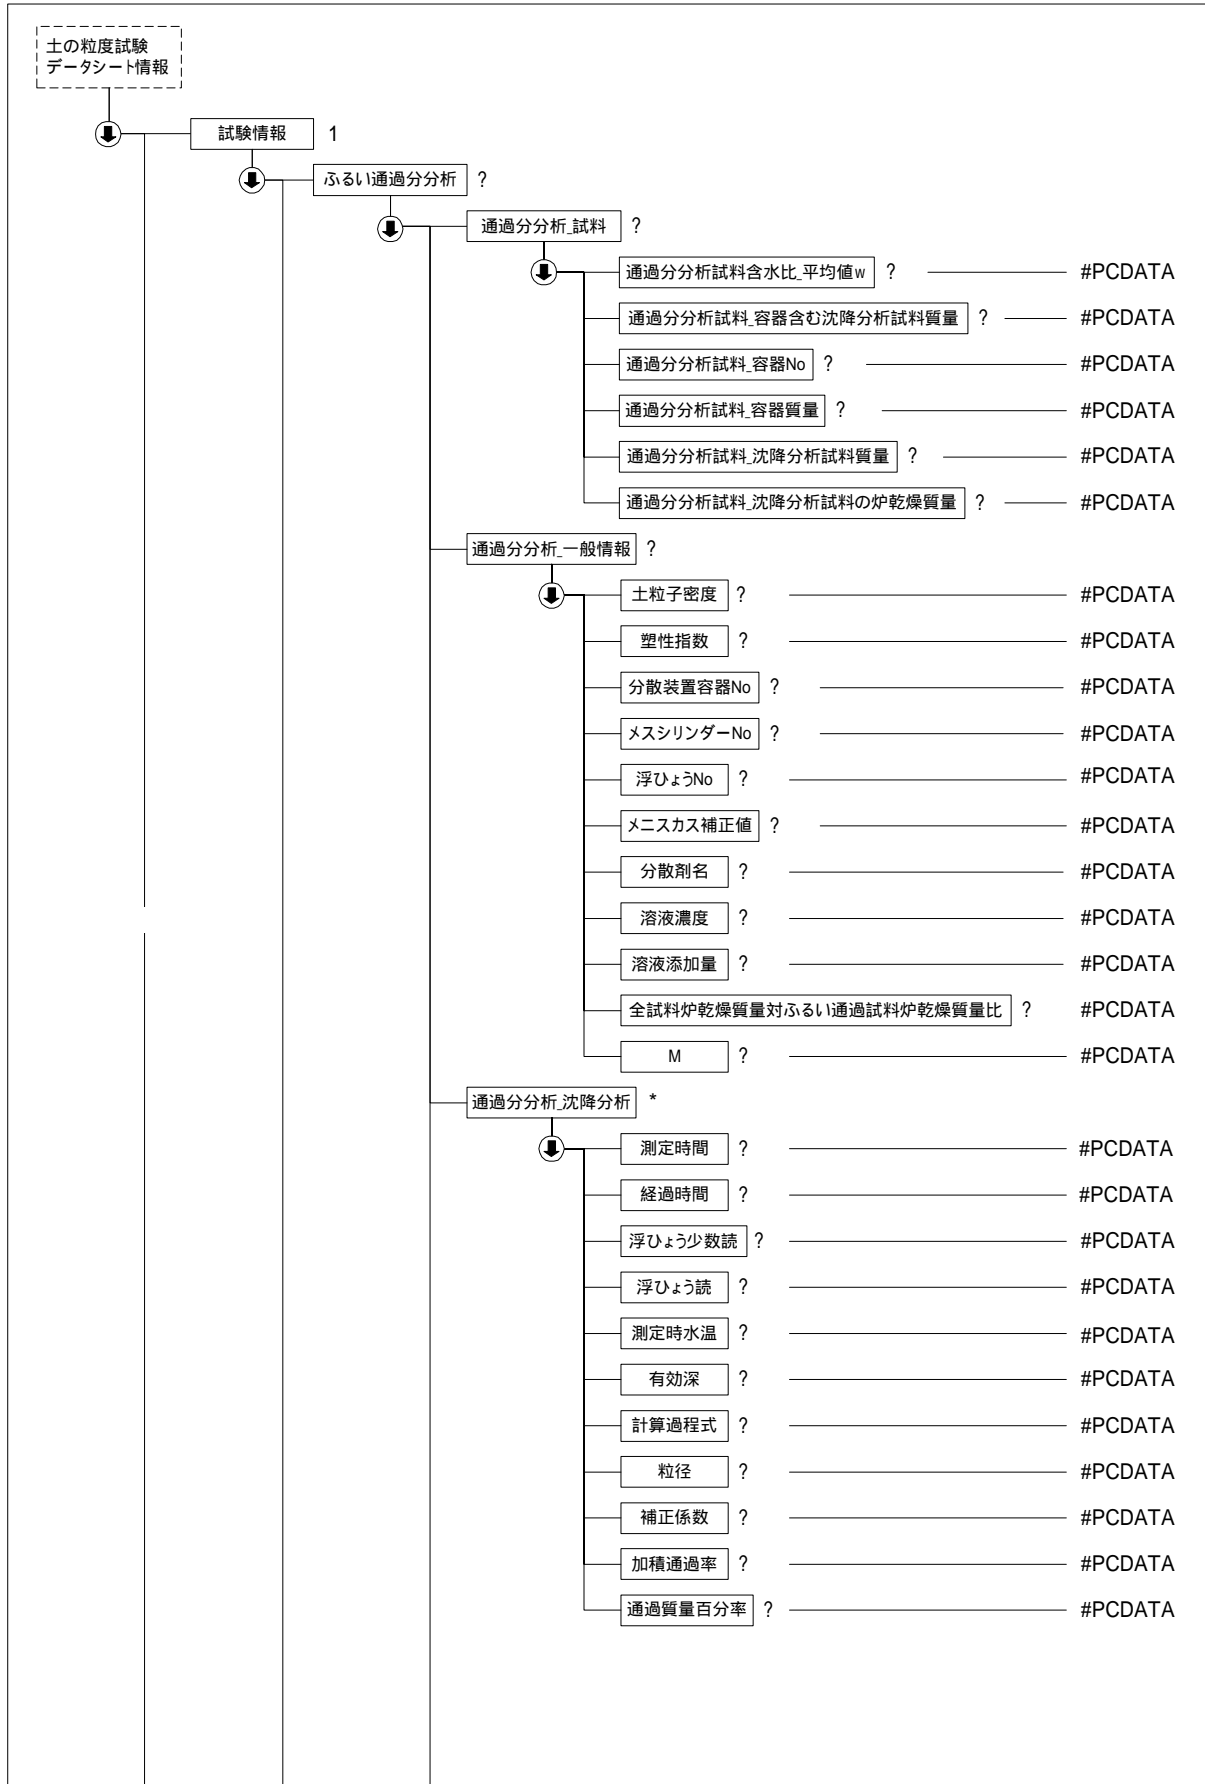 土の粒度試験
データシート情報
試験情報 1
ふるい通過分分析 ?
通過分分析_試料 ?
通過分分析試料含水比_平均値w ? #PCDATA
通過分分析試料_容器含む沈降分析試料質量 ? #PCDATA
通過分分析試料_容器No ? #PCDATA
通過分分析試料_容器質量 ? #PCDATA
通過分分析試料_沈降分析試料質量 ? #PCDATA
通過分分析試料_沈降分析試料の炉乾燥質量 ? #PCDATA
通過分分析_一般情報 ?
土粒子密度 ? #PCDATA
塑性指数 ? #PCDATA
分散装置容器No ? #PCDATA
メスシリンダーNo ? #PCDATA
浮ひょうNo ? #PCDATA
メニスカス補正値 ? #PCDATA
分散剤名 ? #PCDATA
溶液濃度 ? #PCDATA
溶液添加量 ? #PCDATA
全試料炉乾燥質量対ふるい通過試料炉乾燥質量比 ? #PCDATA
M ? #PCDATA
通過分分析_沈降分析 *
測定時間 ? #PCDATA
経過時間 ? #PCDATA
浮ひょう少数読 ? #PCDATA
浮ひょう読 ? #PCDATA
測定時水温 ? #PCDATA
有効深 ? #PCDATA
計算過程式 ? #PCDATA
粒径 ? #PCDATA
補正係数 ? #PCDATA
加積通過率 ? #PCDATA
通過質量百分率 ? #PCDATA